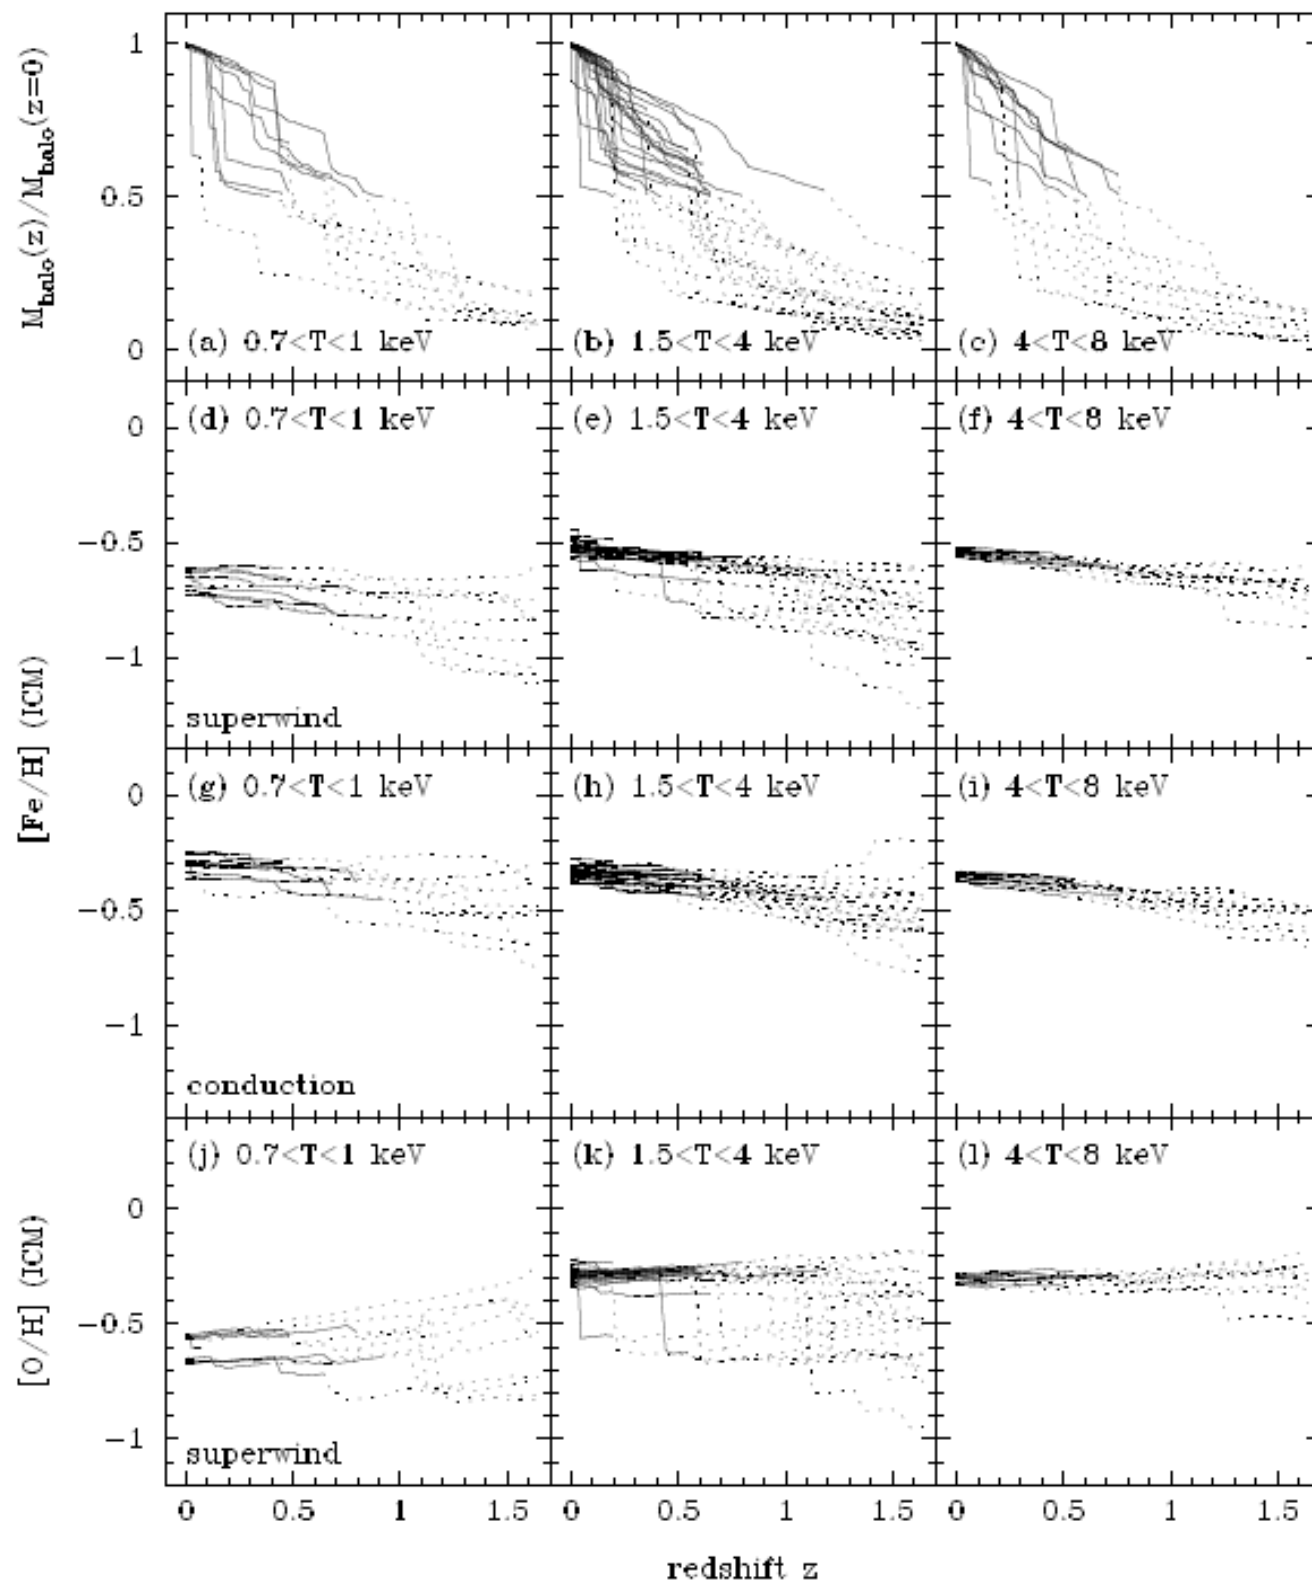 M_halo(z)/M_halo(z=0)
1
0.5
0
(a) 0.7<T<1 keV
(b) 1.5<T<4 keV
(c) 4<T<8 keV
[Fe/H] (ICM)
0
−0.5
−1
(d) 0.7<T<1 keV
(e) 1.5<T<4 keV
(f) 4<T<8 keV
superwind
0
−0.5
−1
(g) 0.7<T<1 keV
(h) 1.5<T<4 keV
(i) 4<T<8 keV
conduction
[O/H] (ICM)
0
−0.5
−1
(j) 0.7<T<1 keV
(k) 1.5<T<4 keV
(l) 4<T<8 keV
superwind
0 0.5 1 1.5 0 0.5 1 1.5 0 0.5 1 1.5
redshift z